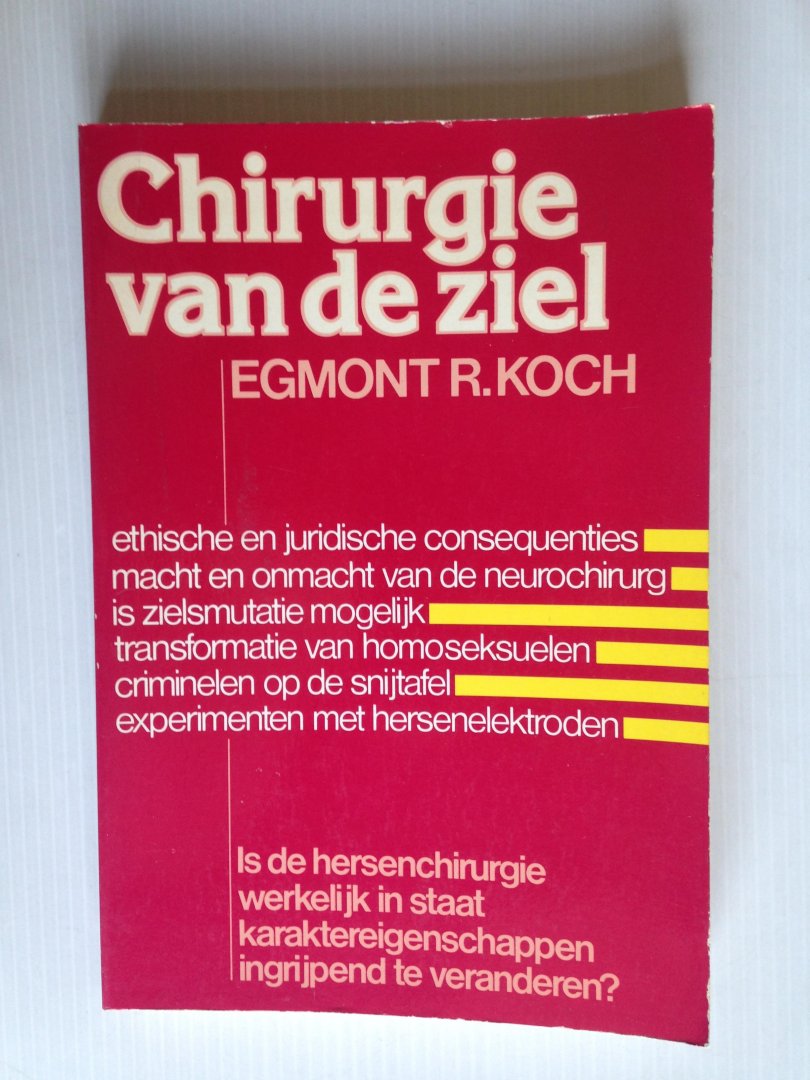 Chirurgie
van de ziel
EGMONT R. KOCH
ethische en juridische consequenties
macht en onmacht van de neurochirurg
is zielsmutatie mogelijk
transformatie van homoseksuelen
criminelen op de snijtafel
experimenten met hersenelektroden
Is de hersenchirurgie
werkelijk in staat
karaktereigenschappen
ingrijpend te veranderen?